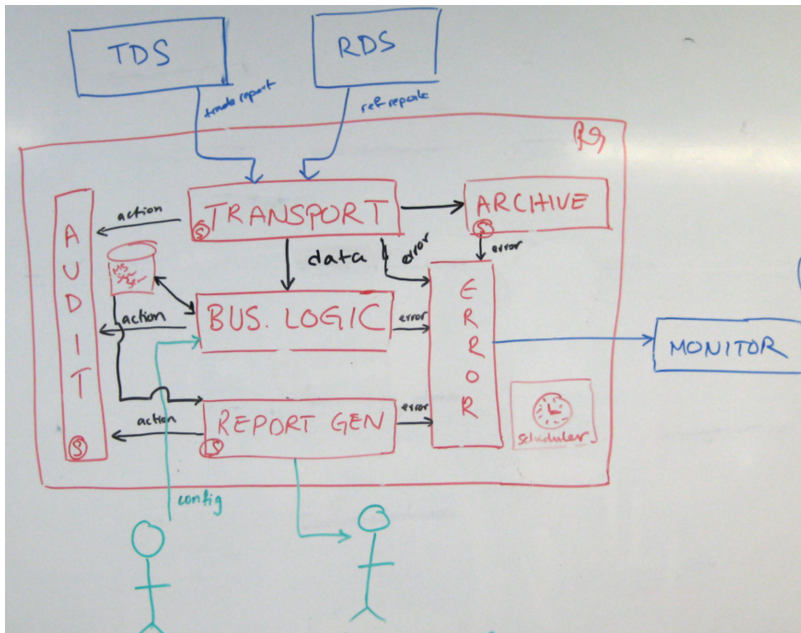 TDS
RDS
trade report
ref report
TRANSPORT
S
ARCHIVE
S
action
error
error
data
AUDIT
S
BUS. LOGIC
action
error
ERROR
MONITOR
REPORT GEN
S
action
error
scheduler
config